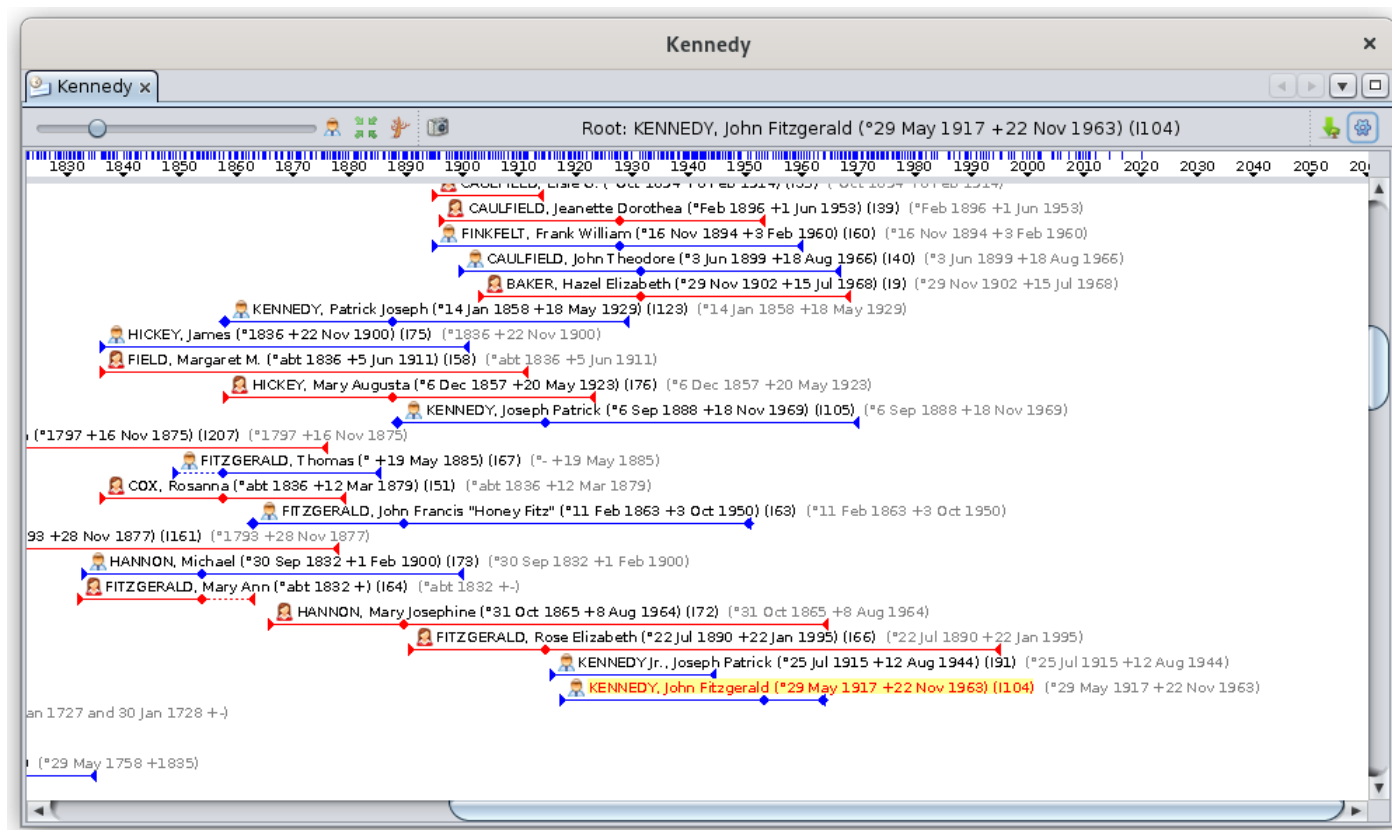 Kennedy
Kennedy
Root: KENNEDY, John Fitzgerald (°29 May 1917 +22 Nov 1963) (I104)
1830 1840 1850 1860 1870 1880 1890 1900 1910 1920 1930 1940 1950 1960 1970 1980 1990 2000 2010 2020 2030 2040 2050
CAULFIELD, Elsie B. (°Oct 1894 +6 Feb 1914) (I35) (°Oct 1894 +6 Feb 1914)
CAULFIELD, Jeanette Dorothea (°Feb 1896 +1 Jun 1953) (I39) (°Feb 1896 +1 Jun 1953)
FINKFELT, Frank William (°16 Nov 1894 +3 Feb 1960) (I60) (°16 Nov 1894 +3 Feb 1960)
CAULFIELD, John Theodore (°3 Jun 1899 +18 Aug 1966) (I40) (°3 Jun 1899 +18 Aug 1966)
BAKER, Hazel Elizabeth (°29 Nov 1902 +15 Jul 1968) (I9) (°29 Nov 1902 +15 Jul 1968)
KENNEDY, Patrick Joseph (°14 Jan 1858 +18 May 1929) (I123) (°14 Jan 1858 +18 May 1929)
HICKEY, James (°1836 +22 Nov 1900) (I75) (°1836 +22 Nov 1900)
FIELD, Margaret M. (°abt 1836 +5 Jun 1911) (I58) (°abt 1836 +5 Jun 1911)
HICKEY, Mary Augusta (°6 Dec 1857 +20 May 1923) (I76) (°6 Dec 1857 +20 May 1923)
KENNEDY, Joseph Patrick (°6 Sep 1888 +18 Nov 1969) (I105) (°6 Sep 1888 +18 Nov 1969)
(°1797 +16 Nov 1875) (I207) (°1797 +16 Nov 1875)
FITZGERALD, Thomas (° +19 May 1885) (I67) (°- +19 May 1885)
COX, Rosanna (°abt 1836 +12 Mar 1879) (I51) (°abt 1836 +12 Mar 1879)
FITZGERALD, John Francis "Honey Fitz" (°11 Feb 1863 +3 Oct 1950) (I63) (°11 Feb 1863 +3 Oct 1950)
93 +28 Nov 1877) (I161) (°1793 +28 Nov 1877)
HANNON, Michael (°30 Sep 1832 +1 Feb 1900) (I73) (°30 Sep 1832 +1 Feb 1900)
FITZGERALD, Mary Ann (°abt 1832 +) (I64) (°abt 1832 +-)
HANNON, Mary Josephine (°31 Oct 1865 +8 Aug 1964) (I72) (°31 Oct 1865 +8 Aug 1964)
FITZGERALD, Rose Elizabeth (°22 Jul 1890 +22 Jan 1995) (I66) (°22 Jul 1890 +22 Jan 1995)
KENNEDY Jr., Joseph Patrick (°25 Jul 1915 +12 Aug 1944) (I91) (°25 Jul 1915 +12 Aug 1944)
KENNEDY, John Fitzgerald (°29 May 1917 +22 Nov 1963) (I104) (°29 May 1917 +22 Nov 1963)
an 1727 and 30 Jan 1728 +-)
(°29 May 1758 +1835)